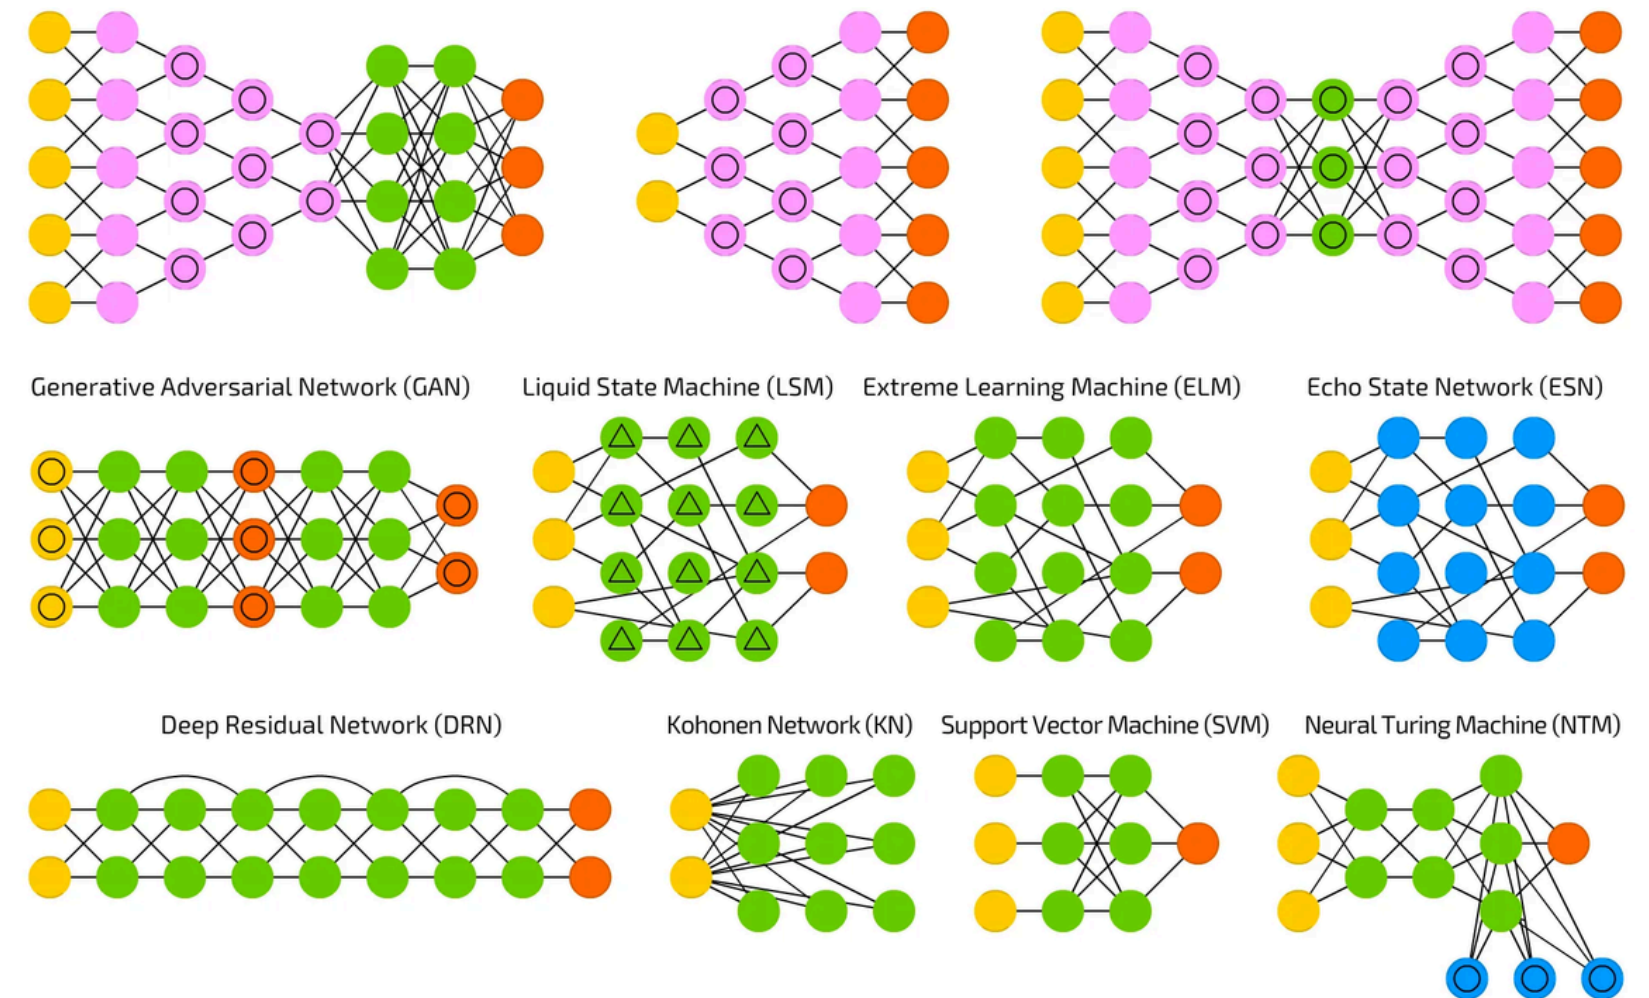 Generative Adversarial Network (GAN)
Liquid State Machine (LSM)
Extreme Learning Machine (ELM)
Echo State Network (ESN)
Deep Residual Network (DRN)
Kohonen Network (KN)
Support Vector Machine (SVM)
Neural Turing Machine (NTM)